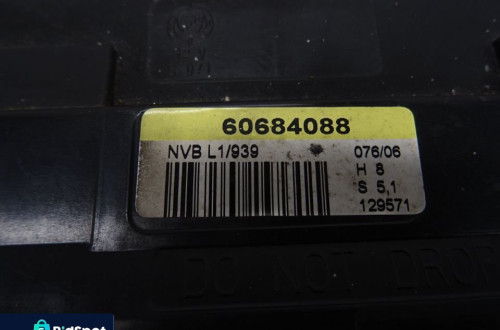 60684088
NVB L1/939
076/06
H 8
S 5,1
129571
DO NOT DROP
BidSpot